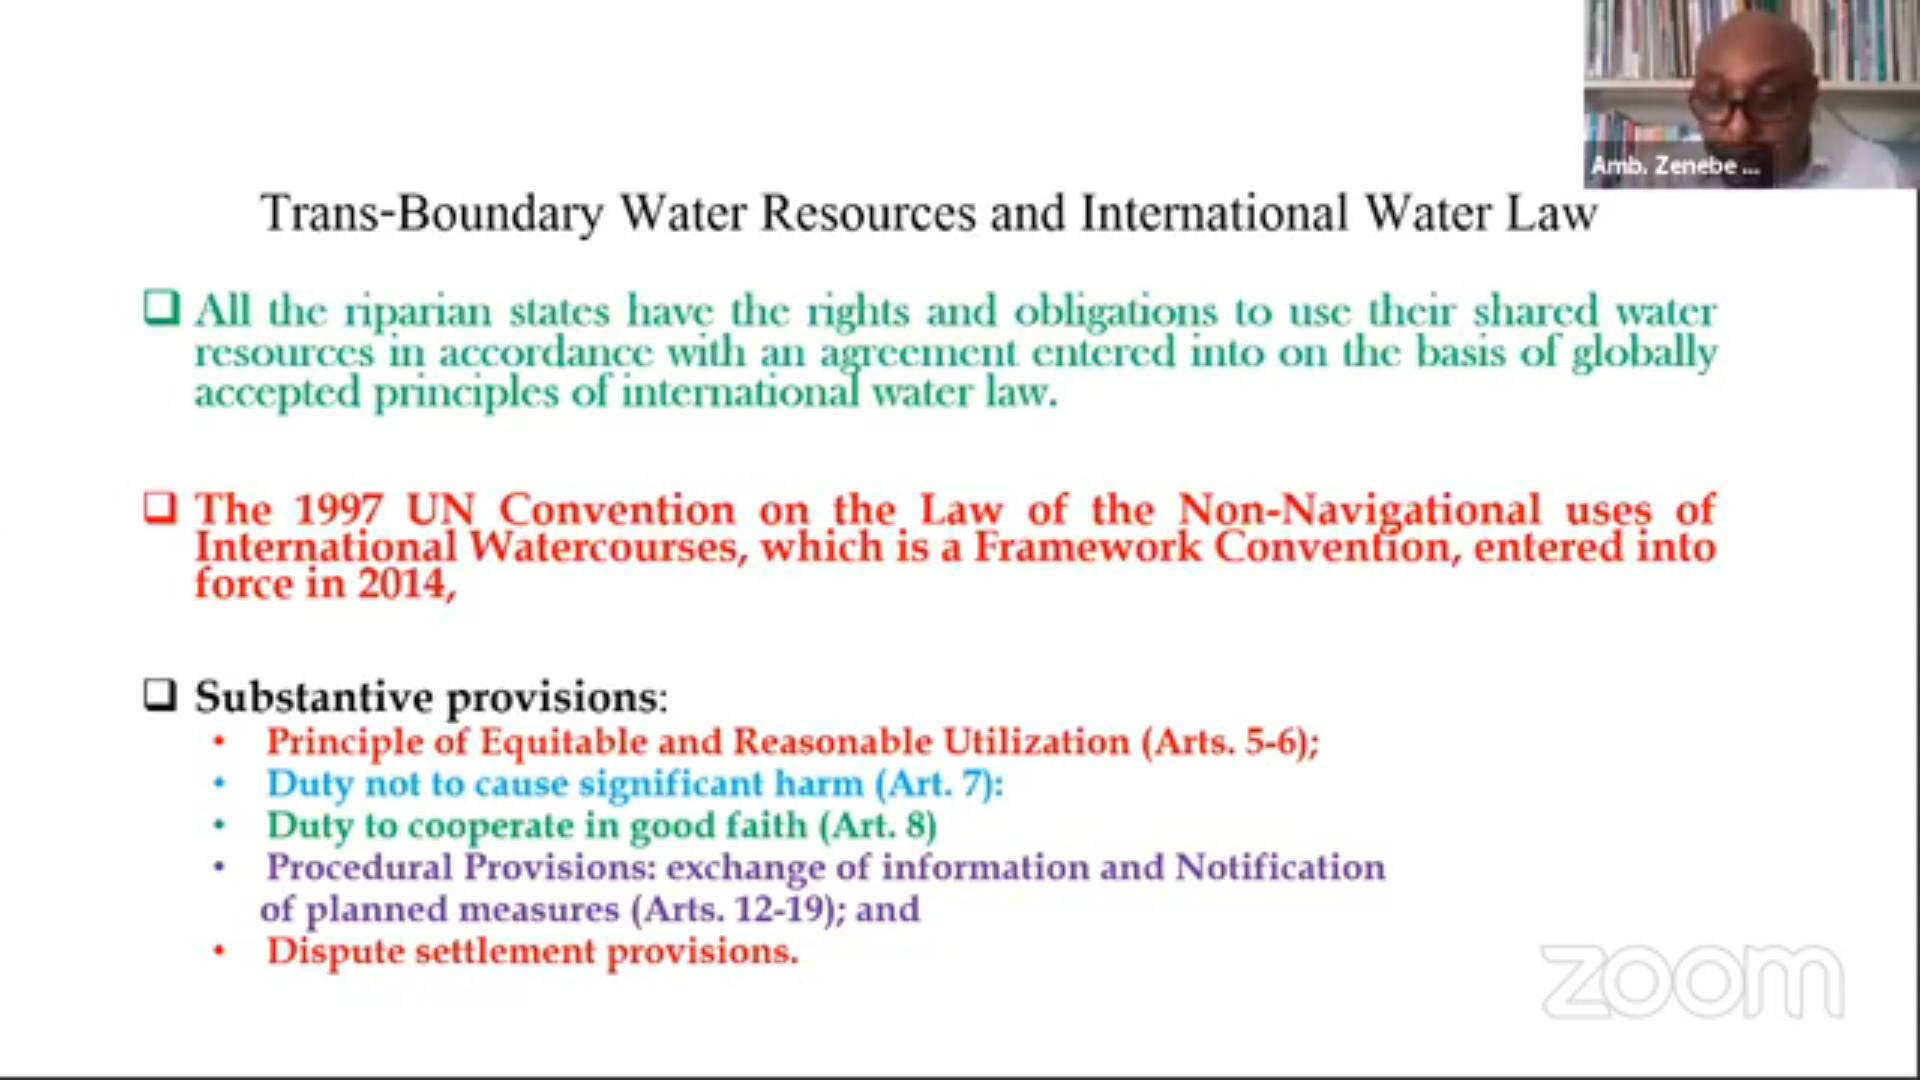 Amb. Zenebe ...
Trans-Boundary Water Resources and International Water Law
❑ All the riparian states have the rights and obligations to use their shared water
resources in accordance with an agreement entered into on the basis of globally
accepted principles of international water law.
❑ The 1997 UN Convention on the Law of the Non-Navigational uses of
International Watercourses, which is a Framework Convention, entered into
force in 2014,
❑ Substantive provisions:
• Principle of Equitable and Reasonable Utilization (Arts. 5-6);
• Duty not to cause significant harm (Art. 7):
• Duty to cooperate in good faith (Art. 8)
• Procedural Provisions: exchange of information and Notification
of planned measures (Arts. 12-19); and
• Dispute settlement provisions.
zoom